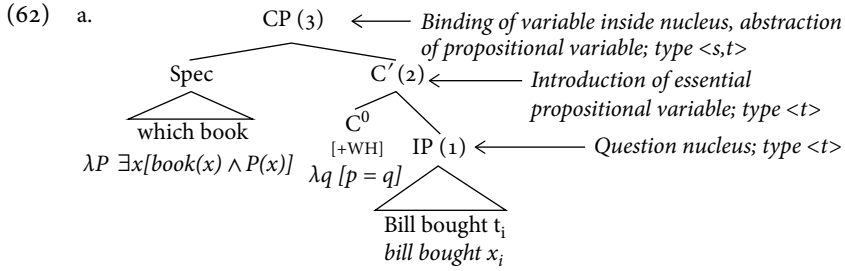 (62) a. CP (3) Binding of variable inside nucleus, abstraction
of propositional variable; type <s,t>
Spec C′(2) Introduction of essential
propositional variable; type <t>
which book C⁰
[+WH] IP (1) Question nucleus; type <t>
λP ∃x[book(x) ∧ P(x)] λq [p = q]
Bill bought tᵢ
bill bought xᵢ